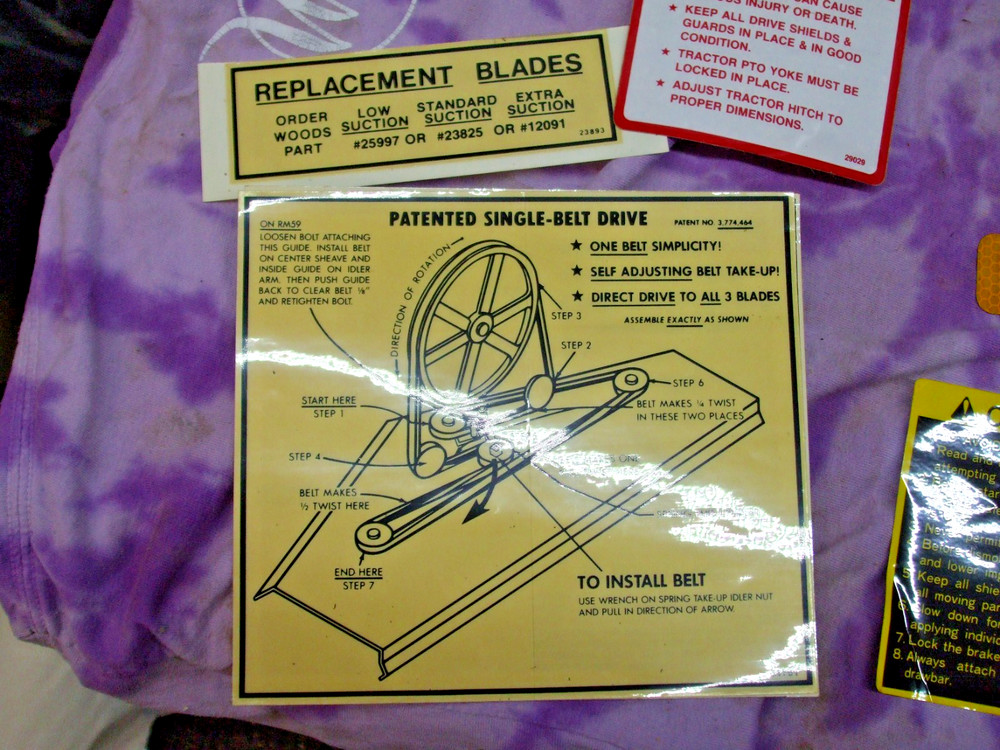 REPLACEMENT BLADES
ORDER WOODS PART
LOW SUCTION
#25997 OR
STANDARD SUCTION
#23825 OR
EXTRA SUCTION
#12091
23893
CAN CAUSE
INJURY OR DEATH.
★ KEEP ALL DRIVE SHIELDS &
GUARDS IN PLACE & IN GOOD
CONDITION.
★ TRACTOR PTO YOKE MUST BE
LOCKED IN PLACE.
★ ADJUST TRACTOR HITCH TO
PROPER DIMENSIONS.
29029
PATENTED SINGLE-BELT DRIVE
PATENT NO. 3,774,464
ON RM59
LOOSEN BOLT ATTACHING
THIS GUIDE. INSTALL BELT
ON CENTER SHEAVE AND
INSIDE GUIDE ON IDLER
ARM. THEN PUSH GUIDE
BACK TO CLEAR BELT ⅛"
AND RETIGHTEN BOLT.
★ ONE BELT SIMPLICITY!
★ SELF ADJUSTING BELT TAKE-UP!
★ DIRECT DRIVE TO ALL 3 BLADES
ASSEMBLE EXACTLY AS SHOWN
DIRECTION OF ROTATION
STEP 3
STEP 2
STEP 6
START HERE
STEP 1
BELT MAKES ¼ TWIST
IN THESE TWO PLACES
STEP 4
BELT MAKES
½ TWIST HERE
END HERE
STEP 7
TO INSTALL BELT
USE WRENCH ON SPRING TAKE-UP IDLER NUT
AND PULL IN DIRECTION OF ARROW.
Read and
attempting
Before
and lower
Keep all
all moving
down for
applying
7. Lock the brake
8. Always attach
drawbar.